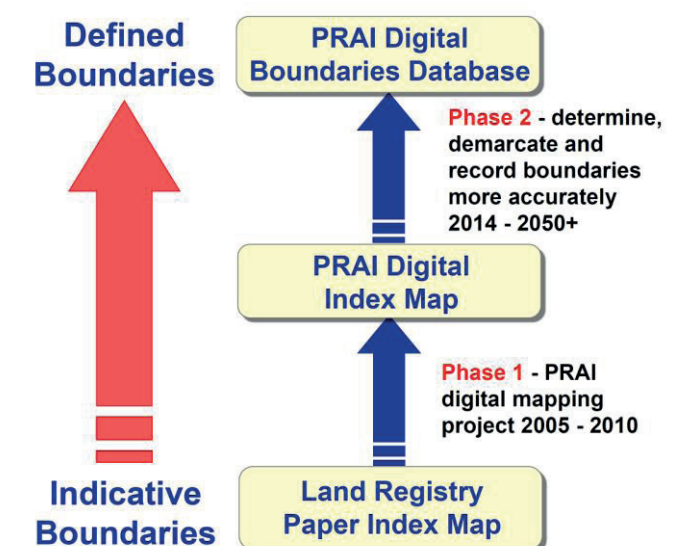 Defined
Boundaries
PRAI Digital
Boundaries Database
Phase 2 - determine,
demarcate and
record boundaries
more accurately
2014 - 2050+
PRAI Digital
Index Map
Phase 1 - PRAI
digital mapping
project 2005 - 2010
Indicative
Boundaries
Land Registry
Paper Index Map